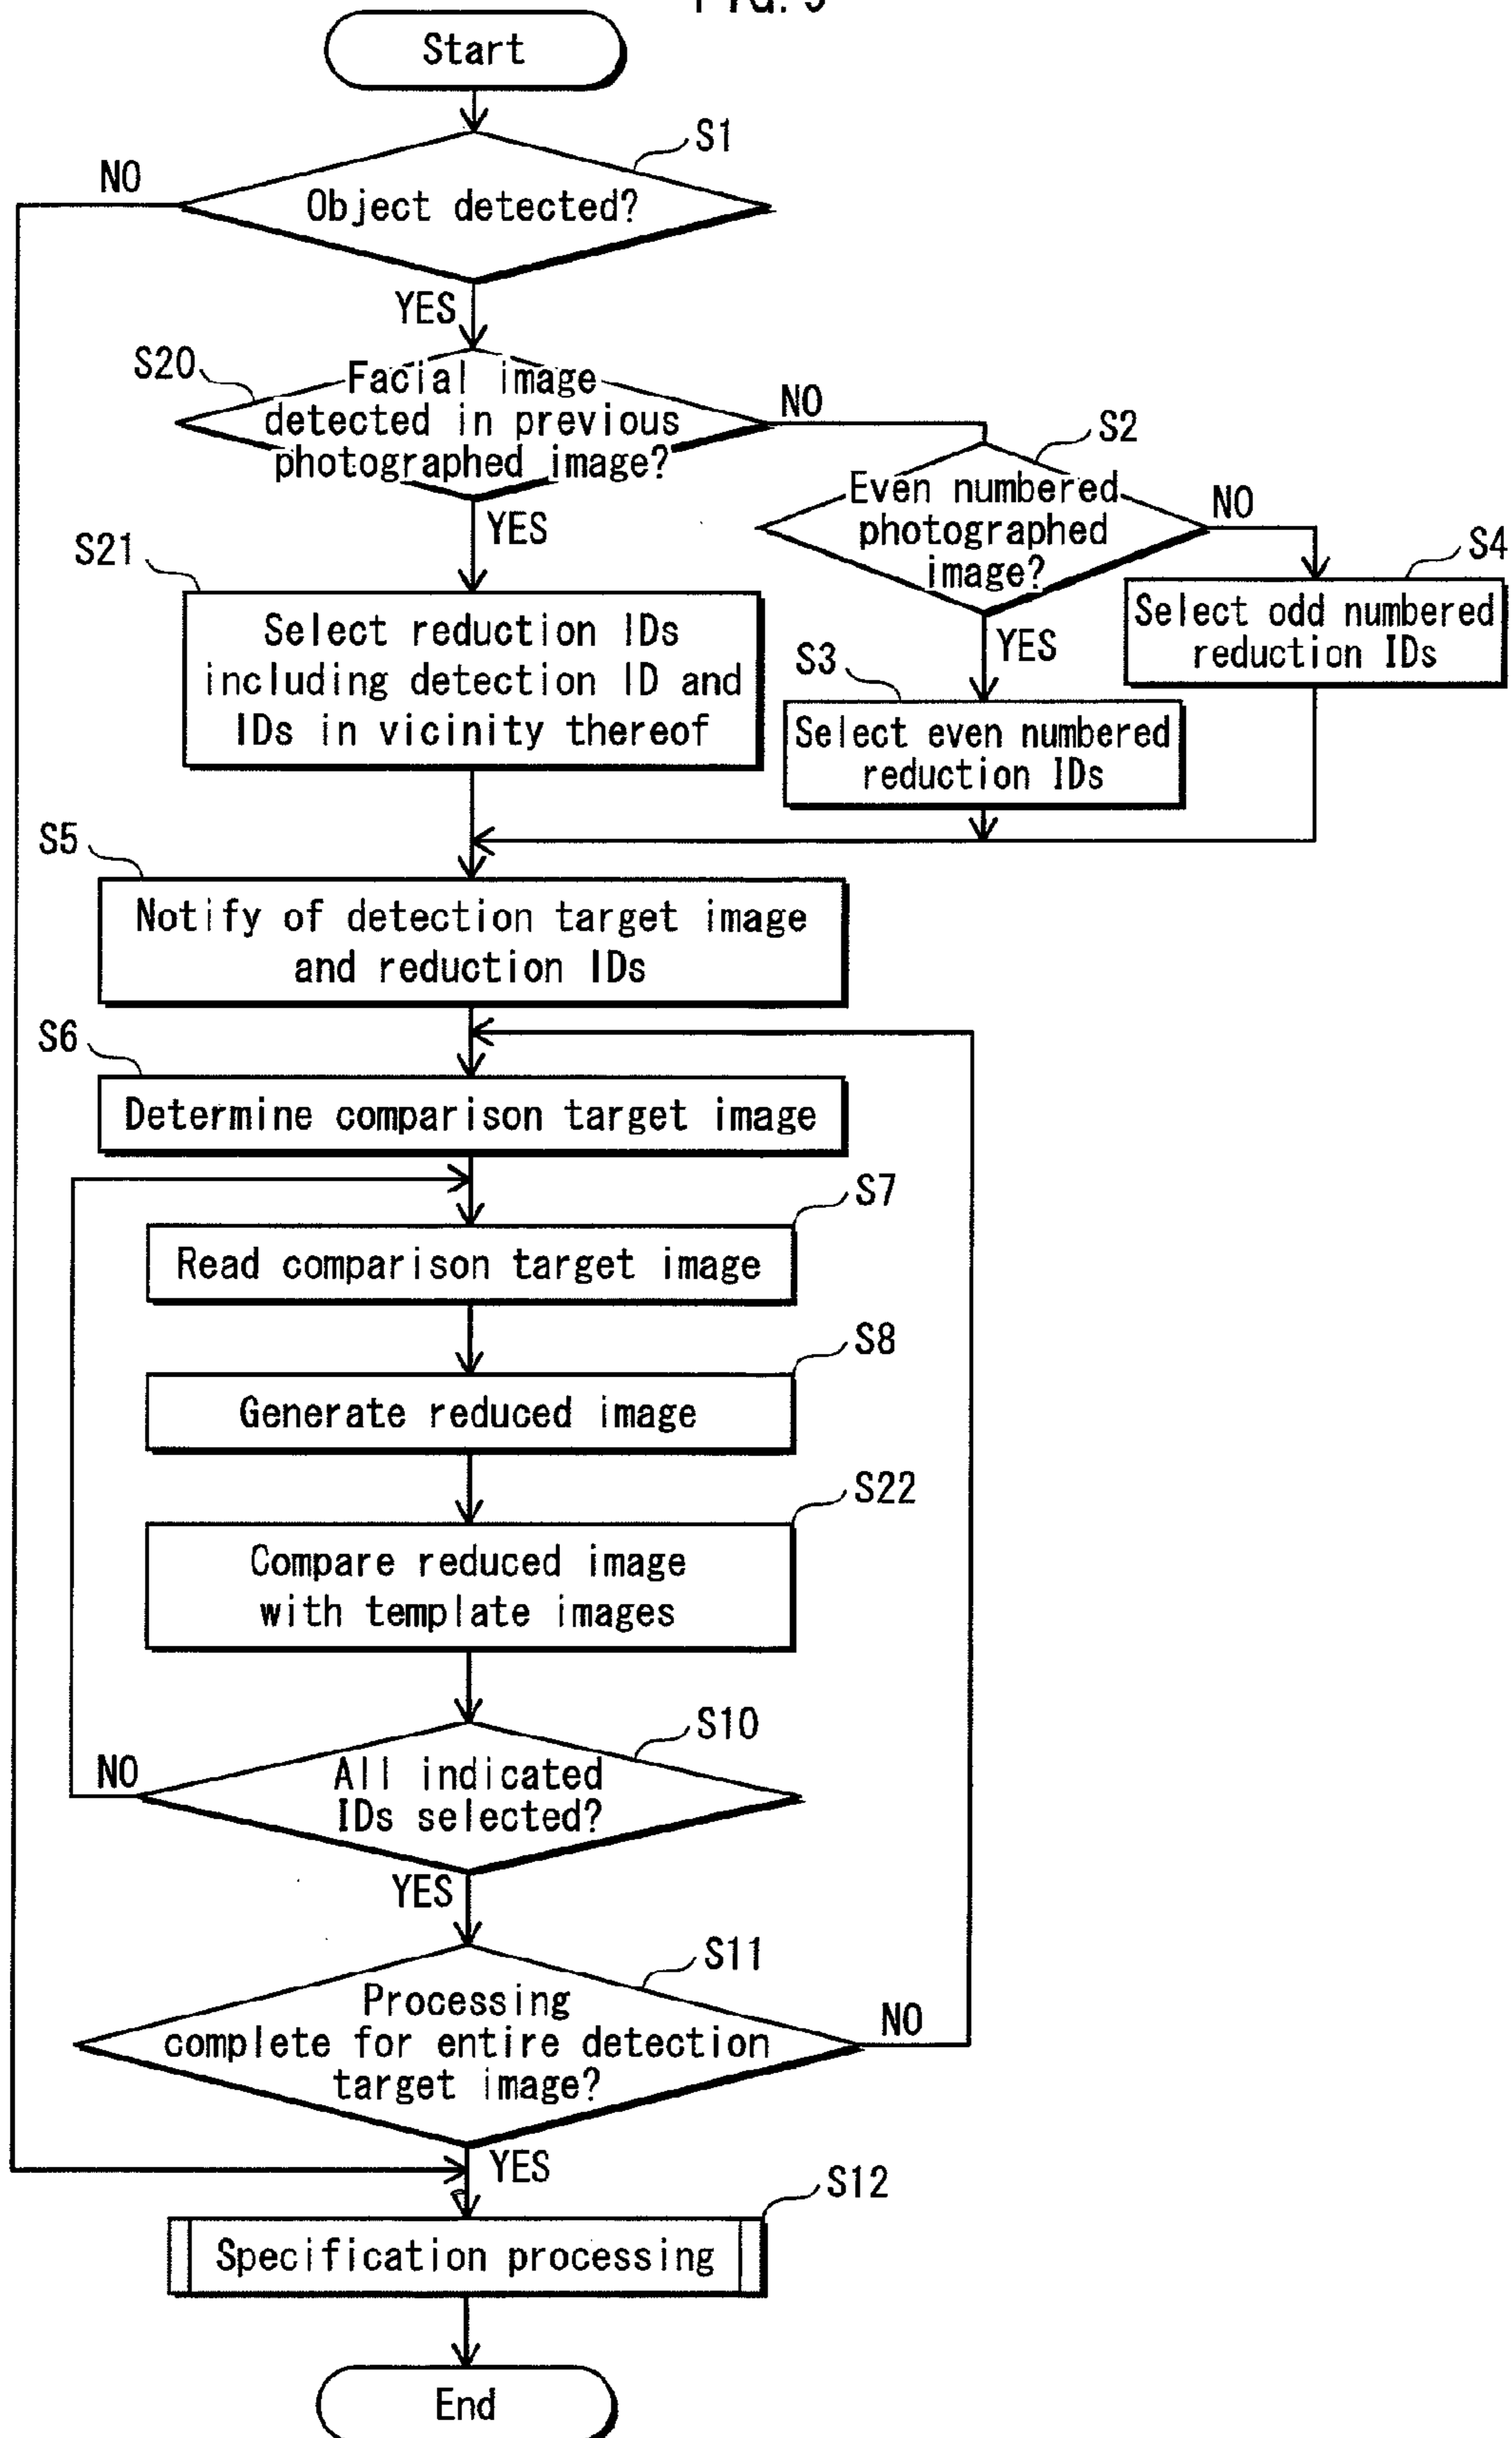 Start
S1
NO
Object detected?
YES
S20
Facial image
detected in previous
photographed image?
NO
S2
Even numbered
photographed
image?
NO
S4
Select odd numbered
reduction IDs
YES
S21
Select reduction IDs
including detection ID and
IDs in vicinity thereof
YES
S3
Select even numbered
reduction IDs
S5
Notify of detection target image
and reduction IDs
S6
Determine comparison target image
S7
Read comparison target image
S8
Generate reduced image
S22
Compare reduced image
with template images
S10
NO
All indicated
IDs selected?
YES
S11
Processing
complete for entire detection
target image?
NO
YES
S12
Specification processing
End